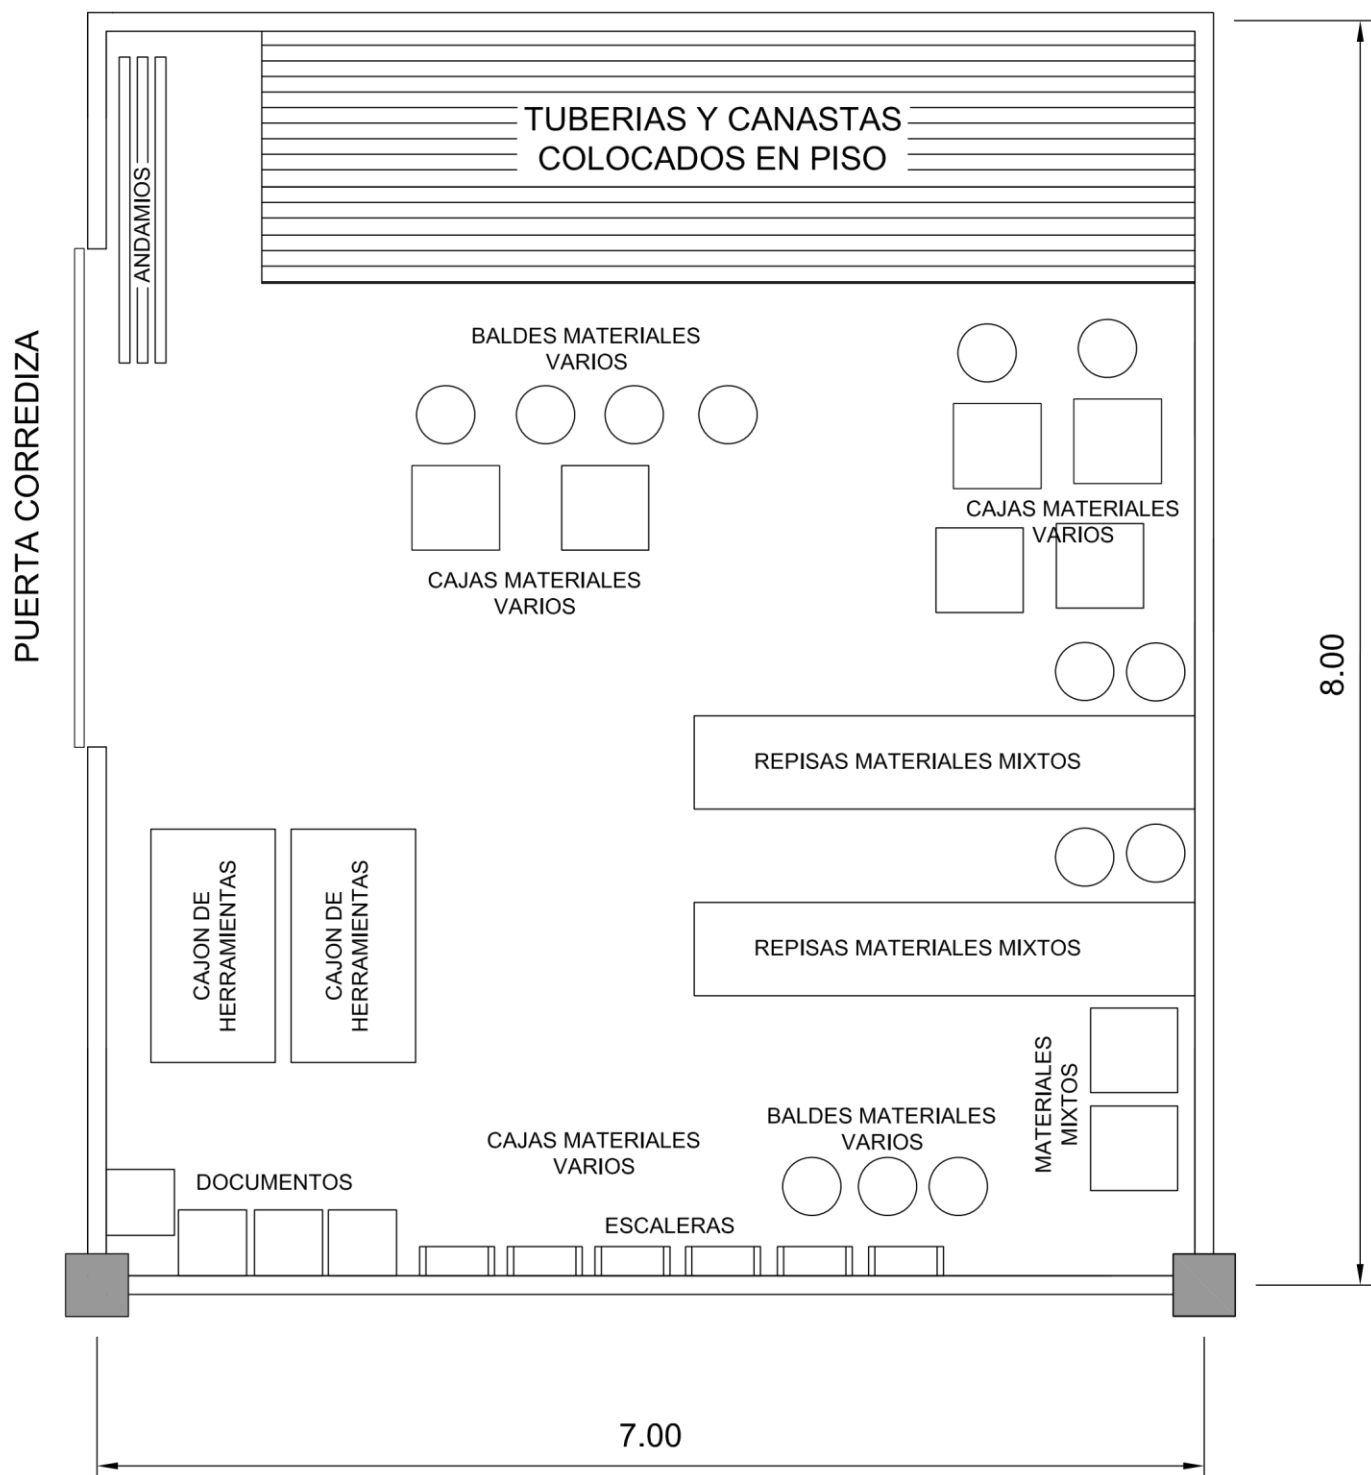 TUBERIAS Y CANASTAS
COLOCADOS EN PISO
ANDAMIOS
PUERTA CORREDIZA
BALDES MATERIALES
VARIOS
CAJAS MATERIALES
VARIOS
CAJAS MATERIALES
VARIOS
8.00
REPISAS MATERIALES MIXTOS
CAJON DE
HERRAMIENTAS
CAJON DE
HERRAMIENTAS
REPISAS MATERIALES MIXTOS
MATERIALES
MIXTOS
BALDES MATERIALES
VARIOS
CAJAS MATERIALES
VARIOS
DOCUMENTOS
ESCALERAS
7.00